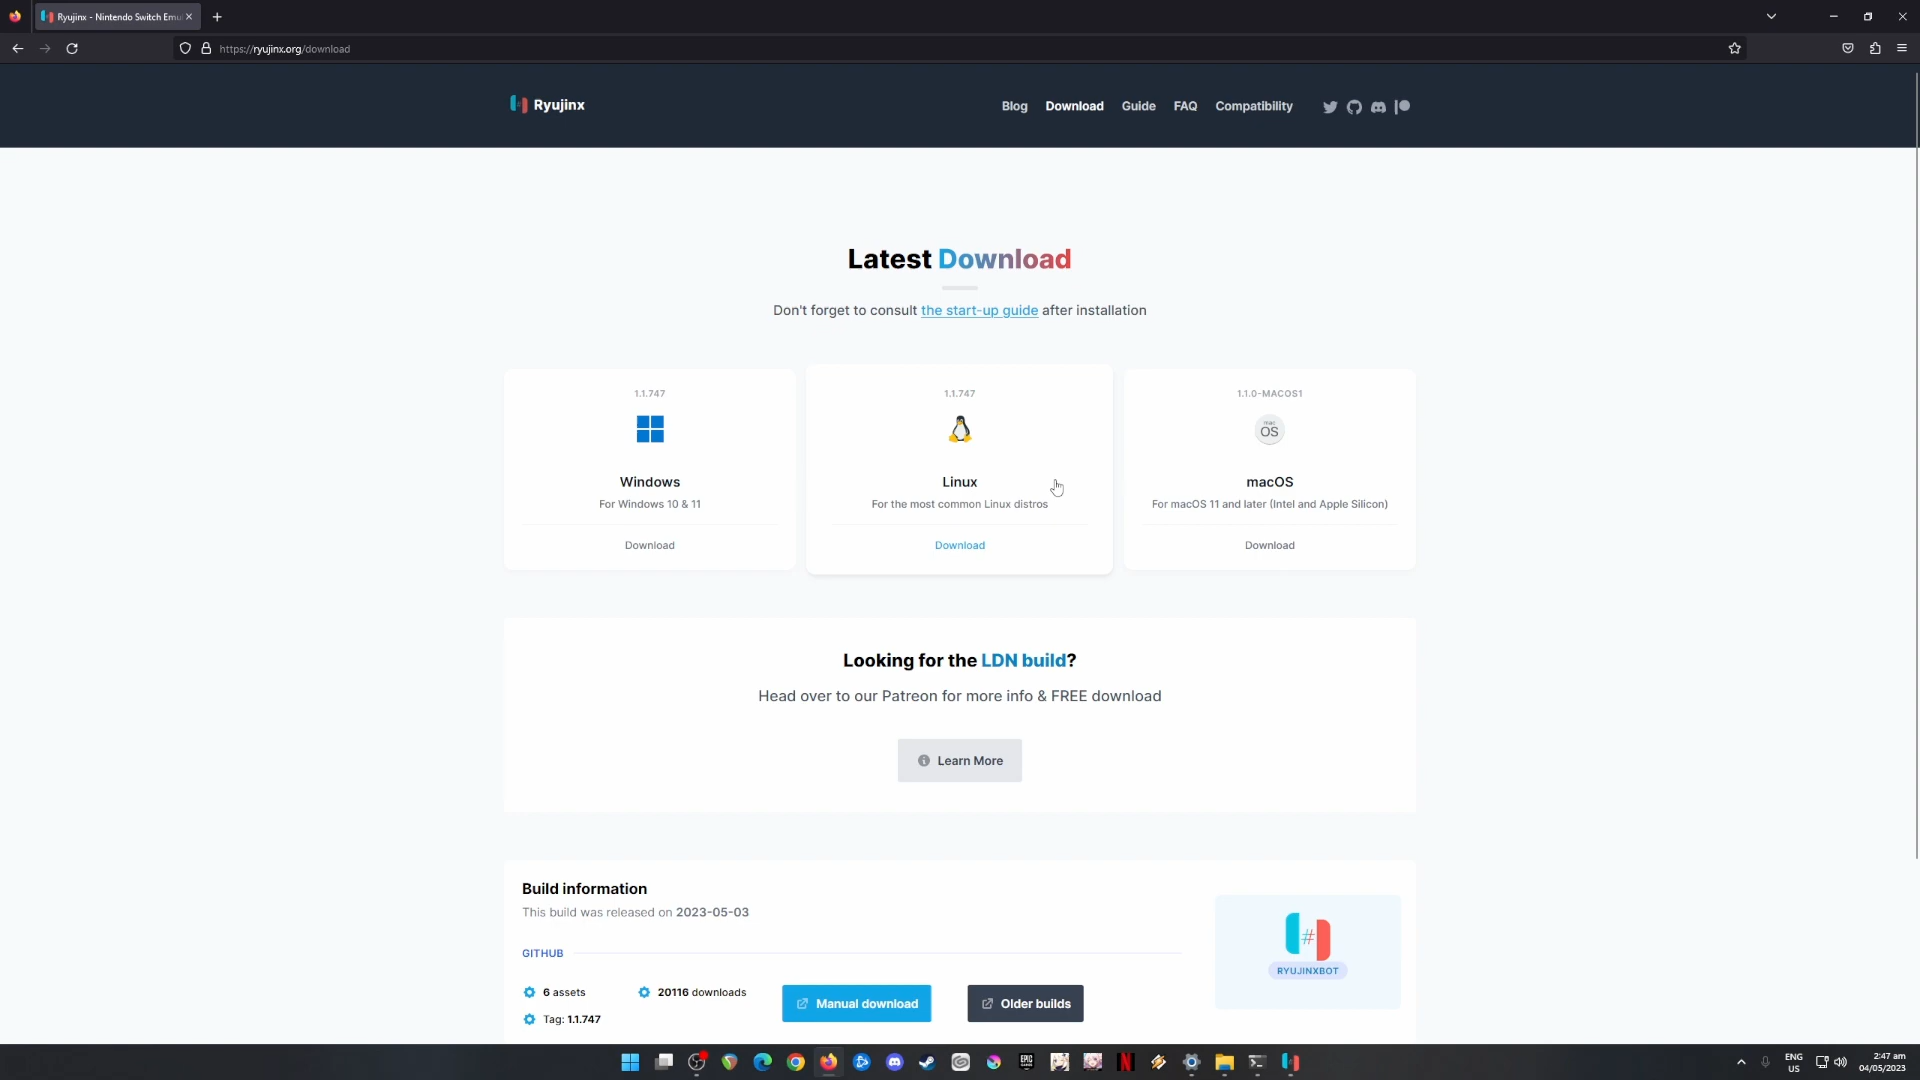 Ryujinx - Nintendo Switch Emu
https://ryujinx.org/download
Ryujinx
Blog Download Guide FAQ Compatibility
Latest Download
Don't forget to consult the start-up guide after installation
1.1.747
Windows
For Windows 10 & 11
Download
1.1.747
Linux
For the most common Linux distros
Download
1.1.0-MACOS1
mac
OS
macOS
For macOS 11 and later (Intel and Apple Silicon)
Download
Looking for the LDN build?
Head over to our Patreon for more info & FREE download
Learn More
Build information
This build was released on 2023-05-03
GITHUB
6 assets
20116 downloads
Tag: 1.1.747
Manual download
Older builds
#
RYUJINXBOT
ENG
US
2:47 am
04/05/2023